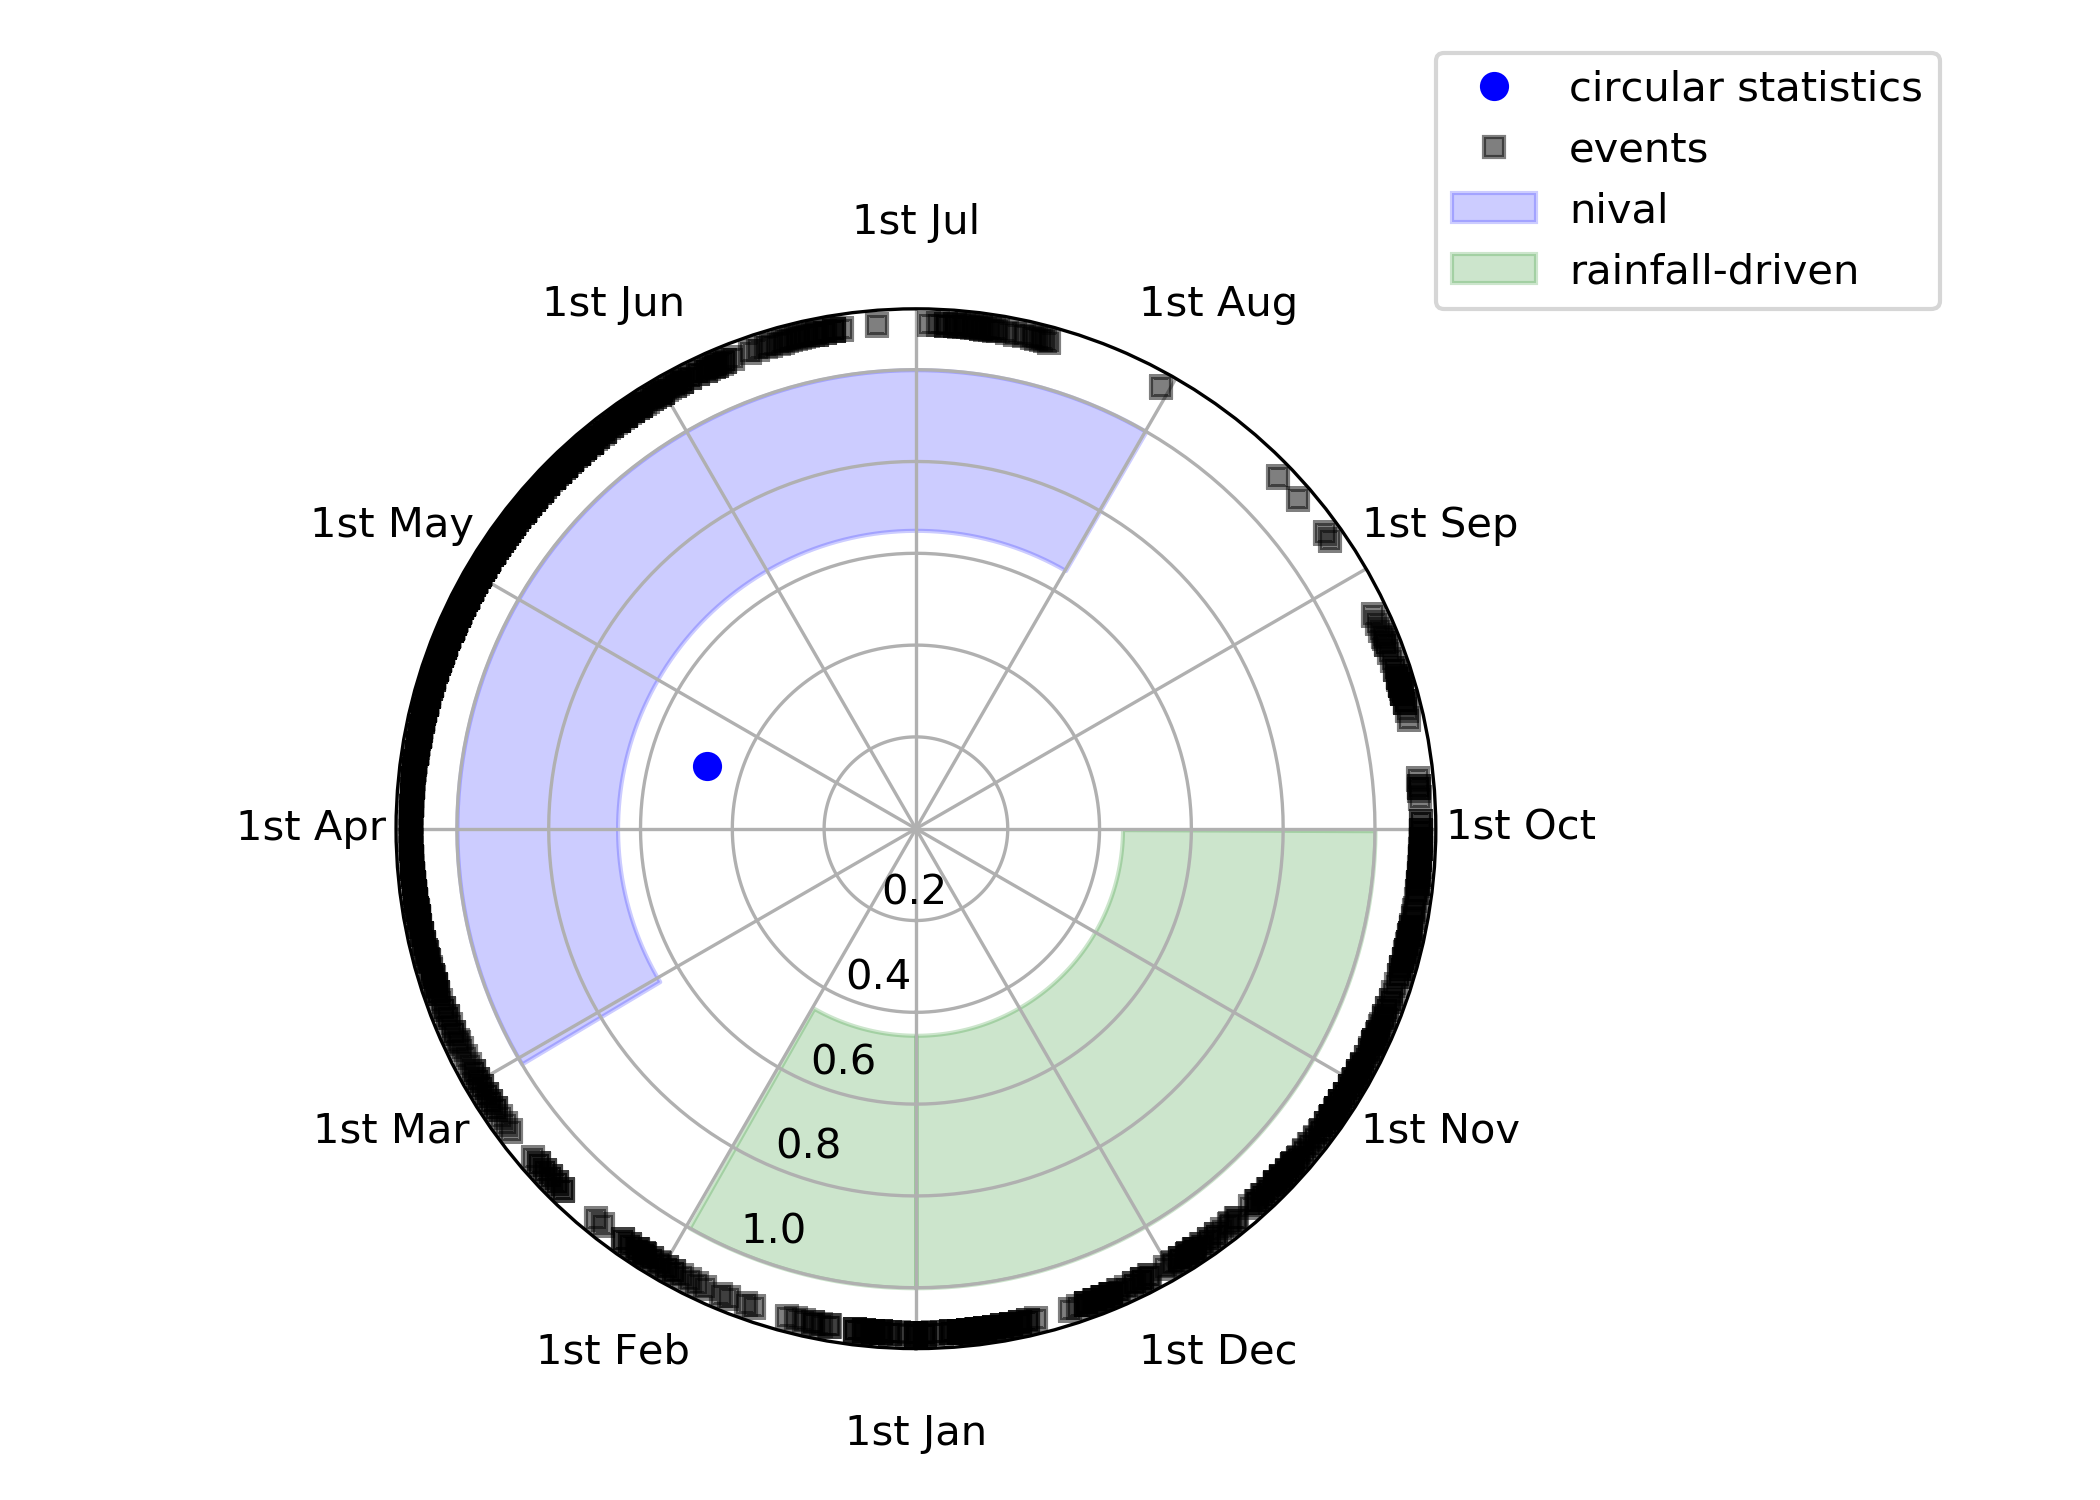 circular statistics
events
nival
rainfall-driven
1st Jul
1st Jun
1st Aug
1st May
1st Sep
1st Apr
1st Oct
0.2
0.4
0.6
0.8
1.0
1st Mar
1st Nov
1st Feb
1st Dec
1st Jan